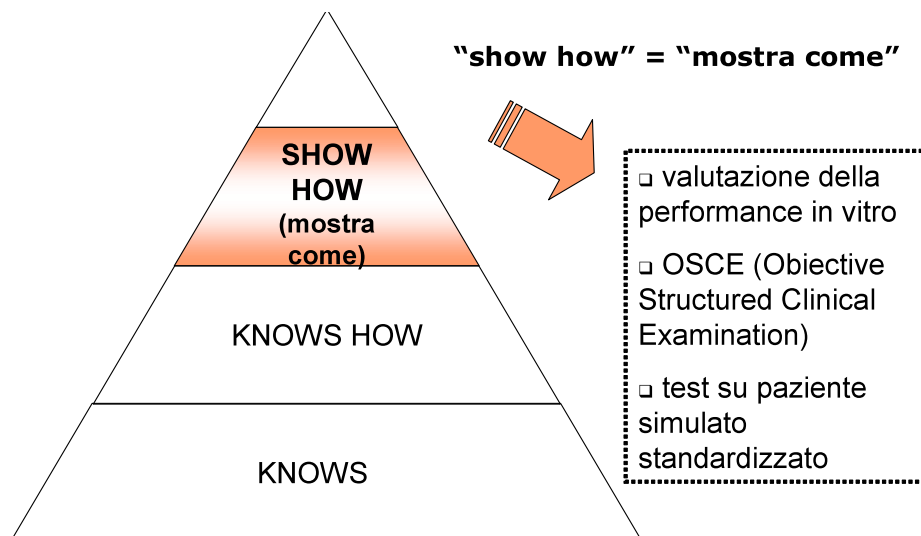 “show how” = “mostra come”
SHOW
HOW
(mostra
come)
KNOWS HOW
KNOWS
❑ valutazione della
performance in vitro
❑ OSCE (Obiective
Structured Clinical
Examination)
❑ test su paziente
simulato
standardizzato